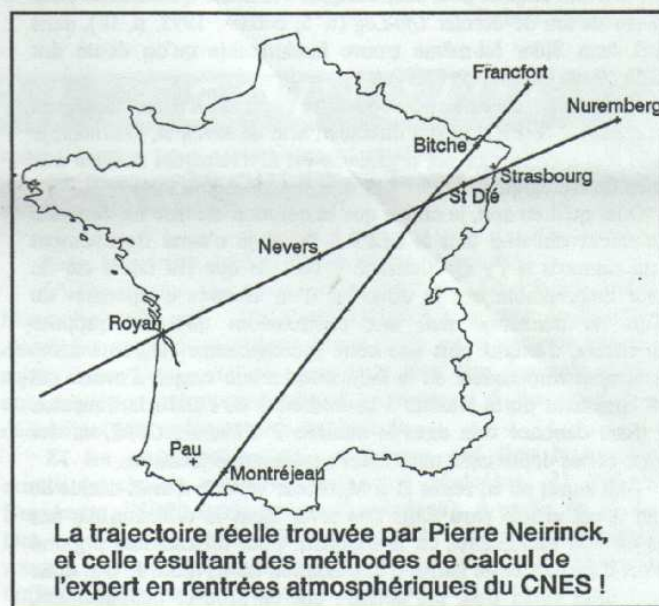 Francfort
Nuremberg
Bitche
Strasbourg
St Dié
Nevers
Royan
Pau
Montréjeau
La trajectoire réelle trouvée par Pierre Neirinck,
et celle résultant des méthodes de calcul de
l'expert en rentrées atmosphériques du CNES !